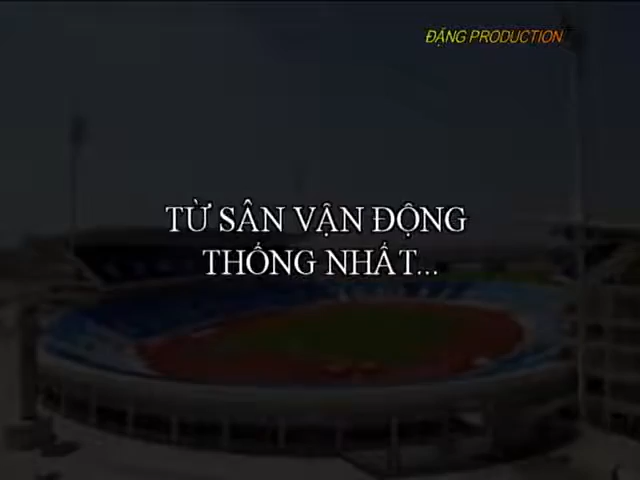 ĐẶNG PRODUCTION
TỪ SÂN VẬN ĐỘNG
THỐNG NHẤT...